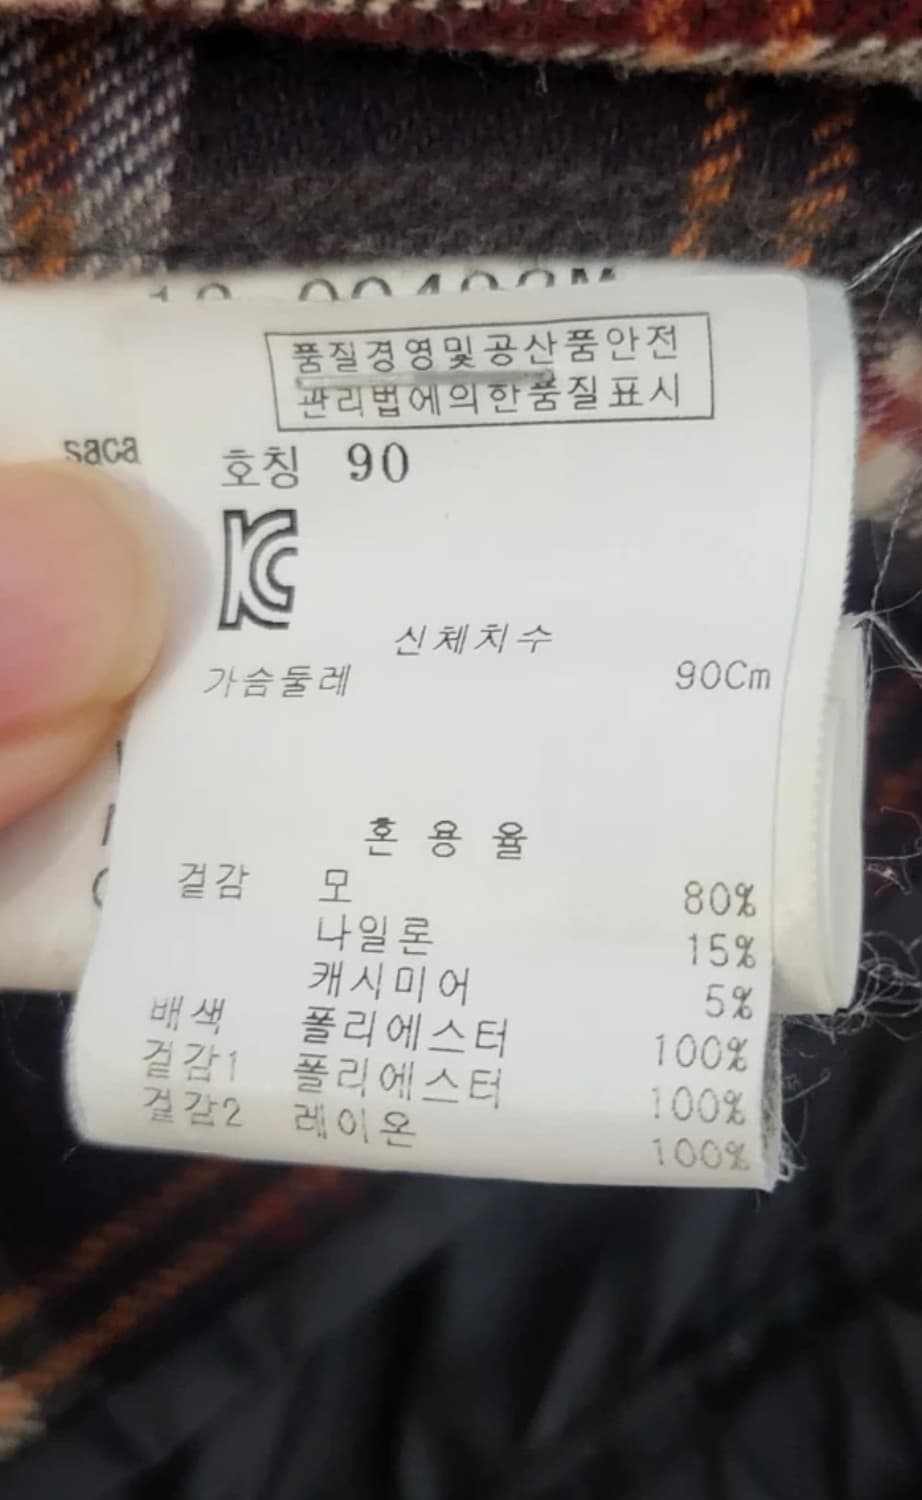 품질경영및공산품안전
관리법에의한품질표시
saca
호칭 90
신체치수
가슴둘레 90Cm
혼용율
겉감 모 80%
나일론 15%
캐시미어 5%
배색 폴리에스터 100%
겉감1 폴리에스터 100%
겉감2 레이온 100%